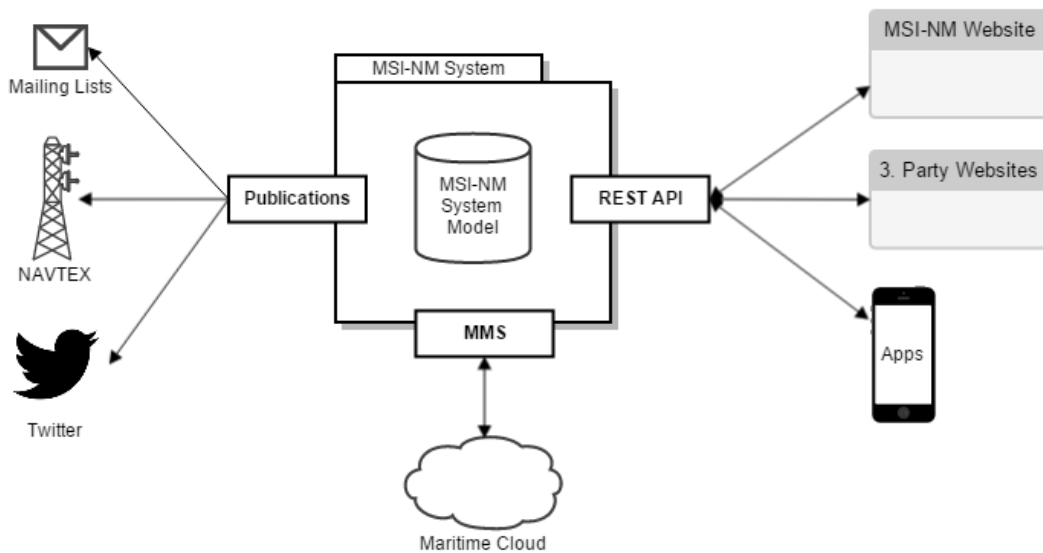 MSI-NM Website
Mailing Lists
MSI-NM System
MSI-NM
System
Model
Publications
REST API
3. Party Websites
NAVTEX
MMS
Apps
Twitter
Maritime Cloud